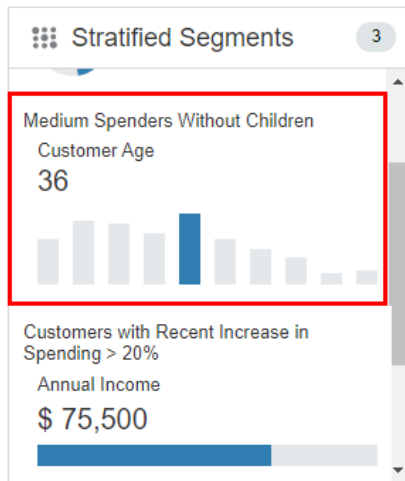 Stratified Segments
3
Medium Spenders Without Children
Customer Age
36
Customers with Recent Increase in
Spending > 20%
Annual Income
$ 75,500